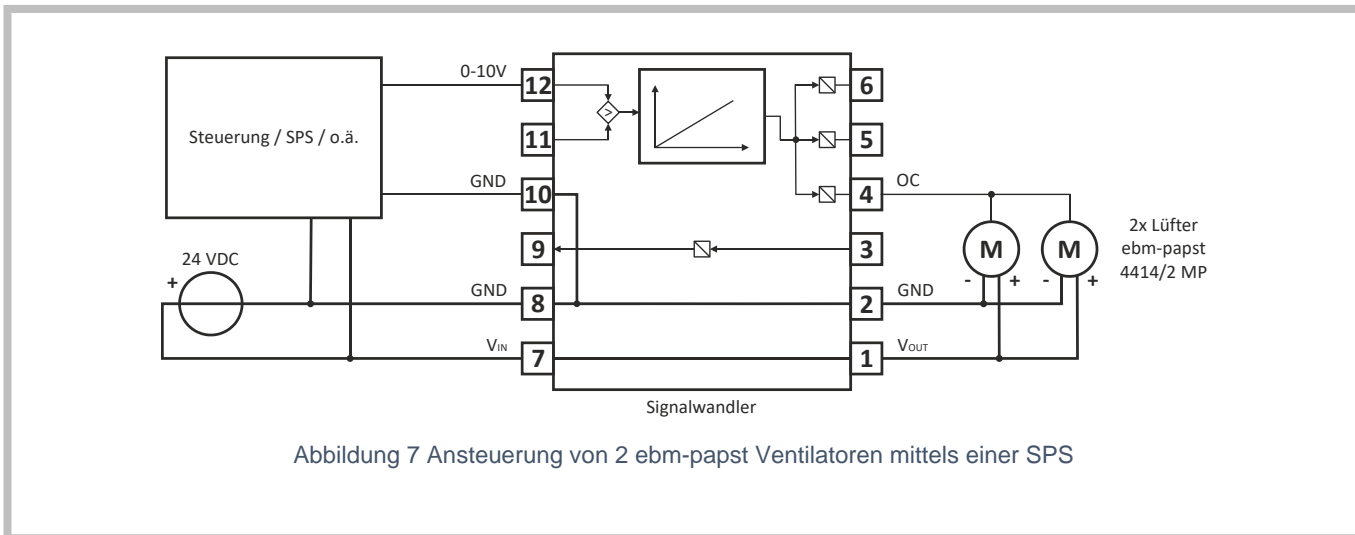 0-10V
12
6
Steuerung / SPS / o.ä.
>
11
5
GND
10
4
OC
2x Lüfter
ebm-papst
4414/2 MP
M
M
9
3
- + - +
24 VDC
+
GND
8
2
GND
VIN
7
1
VOUT
Signalwandler
Abbildung 7 Ansteuerung von 2 ebm-papst Ventilatoren mittels einer SPS